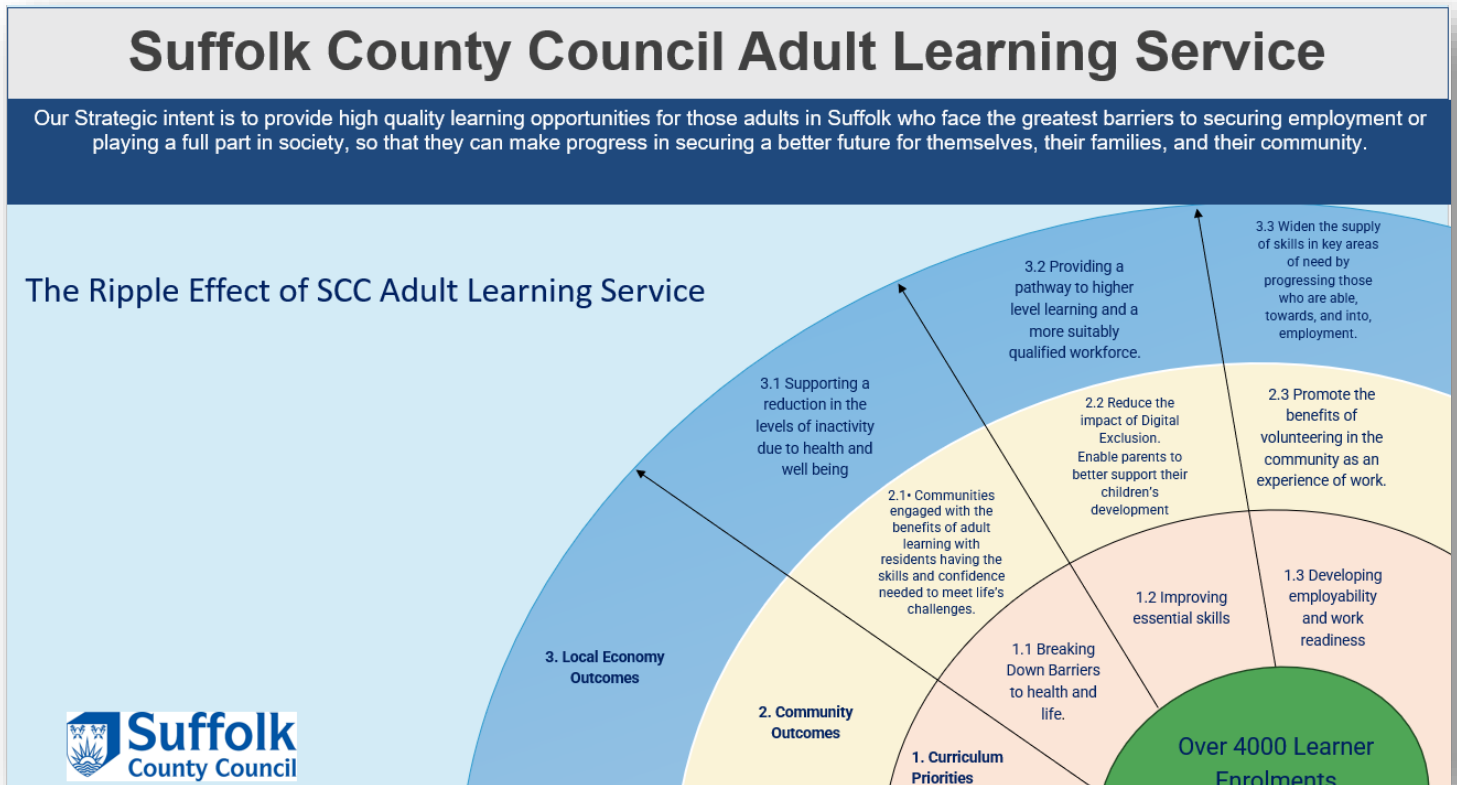 Suffolk County Council Adult Learning Service
Our Strategic intent is to provide high quality learning opportunities for those adults in Suffolk who face the greatest barriers to securing employment or
playing a full part in society, so that they can make progress in securing a better future for themselves, their families, and their community.
The Ripple Effect of SCC Adult Learning Service
3.3 Widen the supply
of skills in key areas
of need by
progressing those
who are able,
towards, and into,
employment.
3.2 Providing a
pathway to higher
level learning and a
more suitably
qualified workforce.
3.1 Supporting a
reduction in the
levels of inactivity
due to health and
well being
3. Local Economy
Outcomes
2.3 Promote the
benefits of
volunteering in the
community as an
experience of work.
2.2 Reduce the
impact of Digital
Exclusion.
Enable parents to
better support their
children's
development
2.1• Communities
engaged with the
benefits of adult
learning with
residents having the
skills and confidence
needed to meet life's
challenges.
2. Community
Outcomes
1.3 Developing
employability
and work
readiness
1.2 Improving
essential skills
1.1 Breaking
Down Barriers
to health and
life.
1. Curriculum
Priorities
Over 4000 Learner
Enrolments
Suffolk
County Council